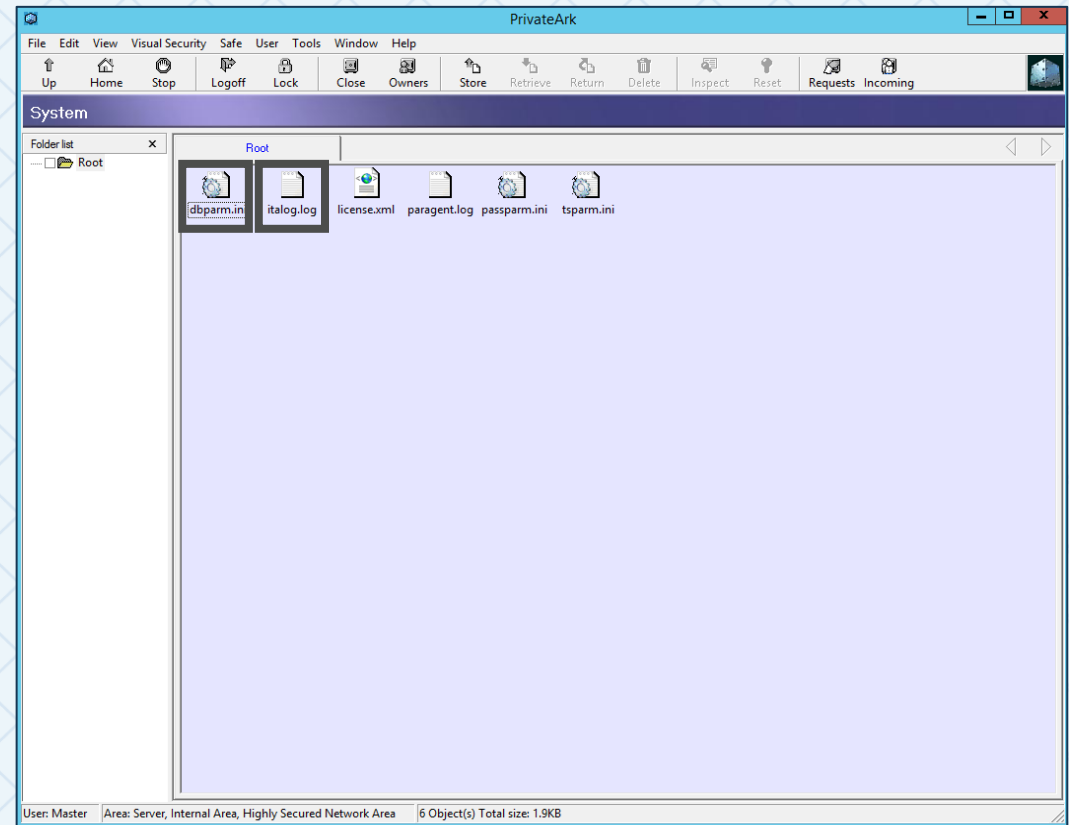 PrivateArk
File Edit View Visual Security Safe User Tools Window Help
Up Home Stop Logoff Lock Close Owners Store Retrieve Return Delete Inspect Reset Requests Incoming
System
Folder list x Root
Root
dbparm.in italog.log license.xml paragent.log passparm.ini tsparm.ini
User: Master Area: Server, Internal Area, Highly Secured Network Area 6 Object(s) Total size: 1.9KB